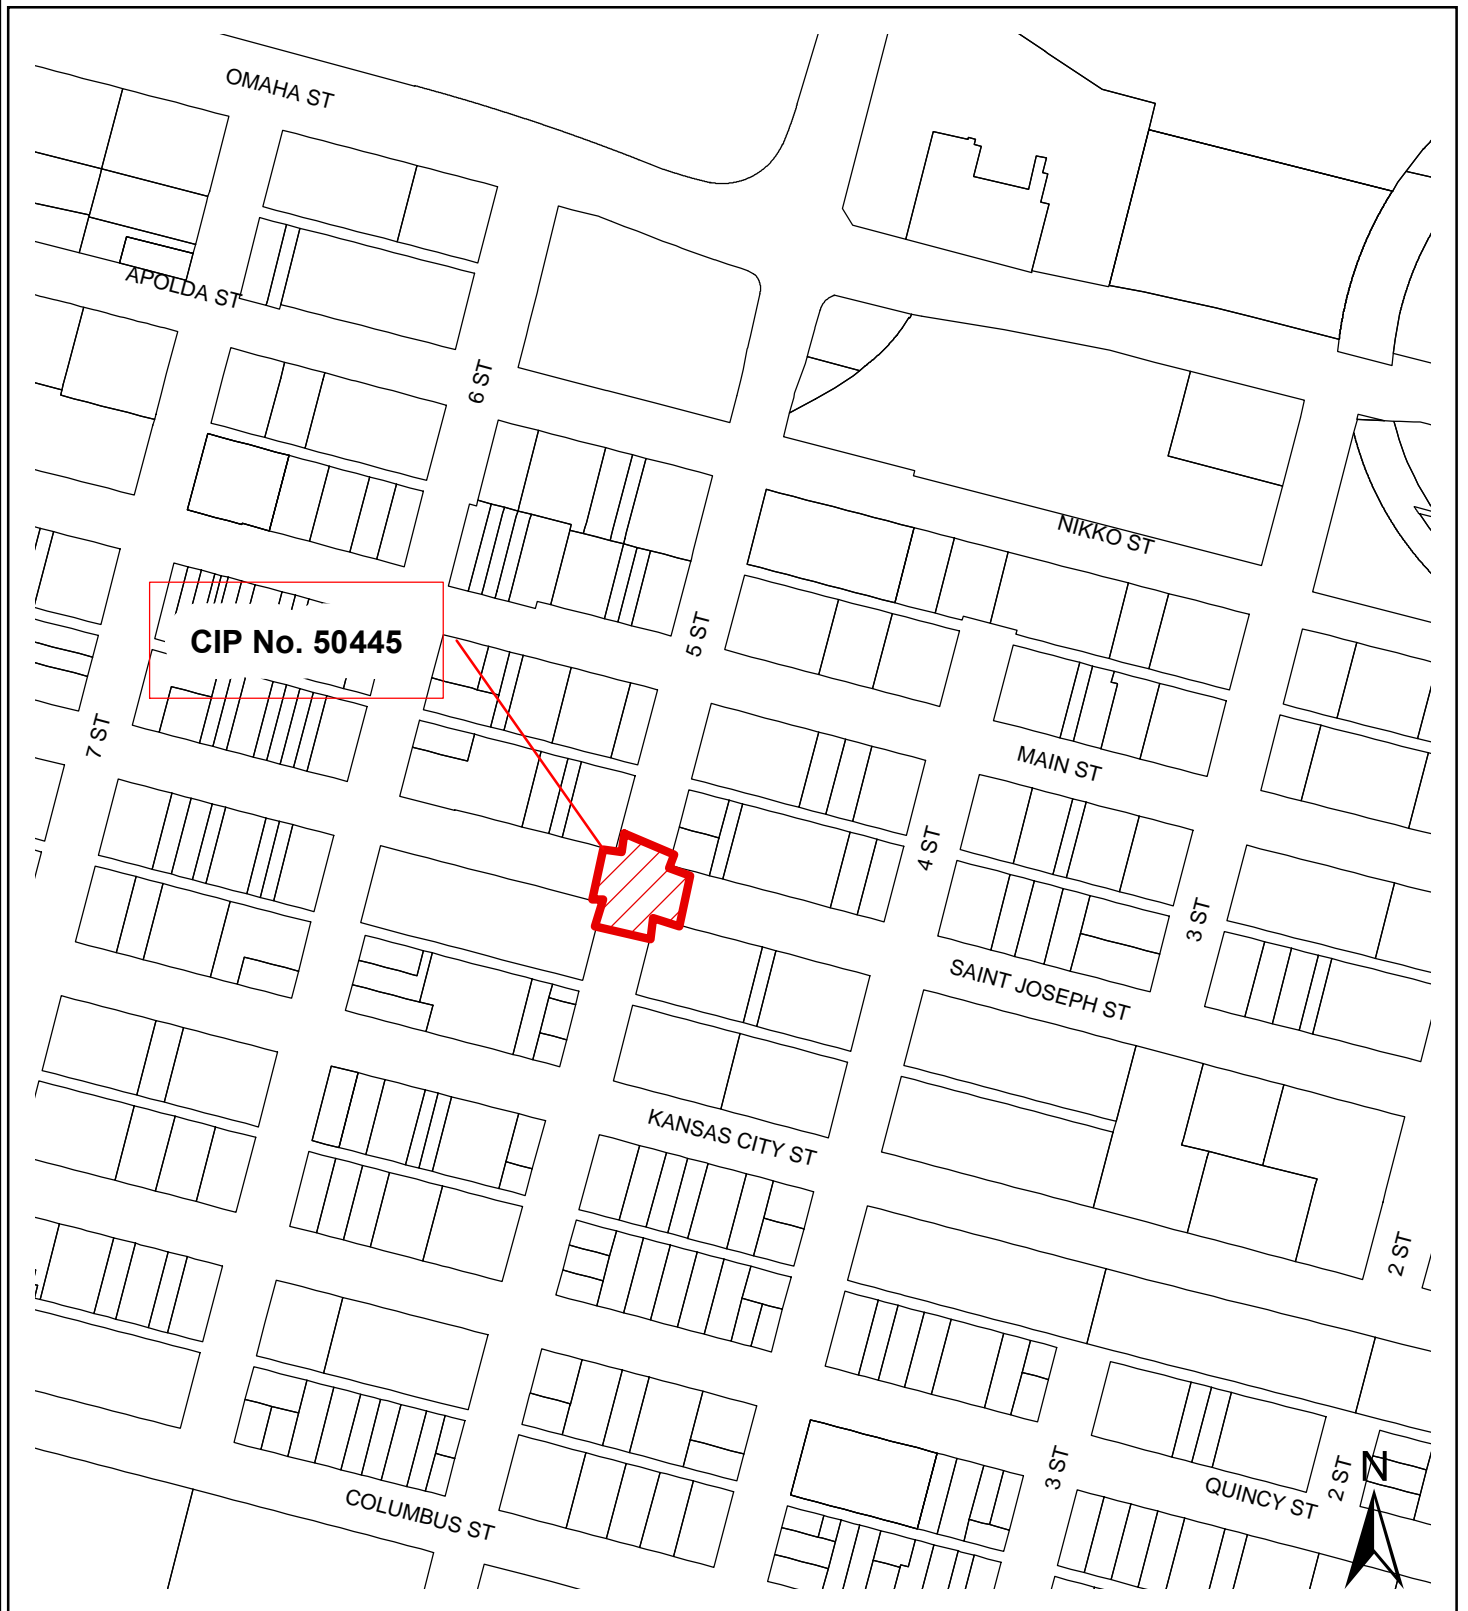 OMAHA ST
APOLDA ST
6 ST
NIKKO ST
CIP No. 50445
5 ST
7 ST
MAIN ST
4 ST
3 ST
SAINT JOSEPH ST
KANSAS CITY ST
2 ST
3 ST
2 ST
N
QUINCY ST
COLUMBUS ST